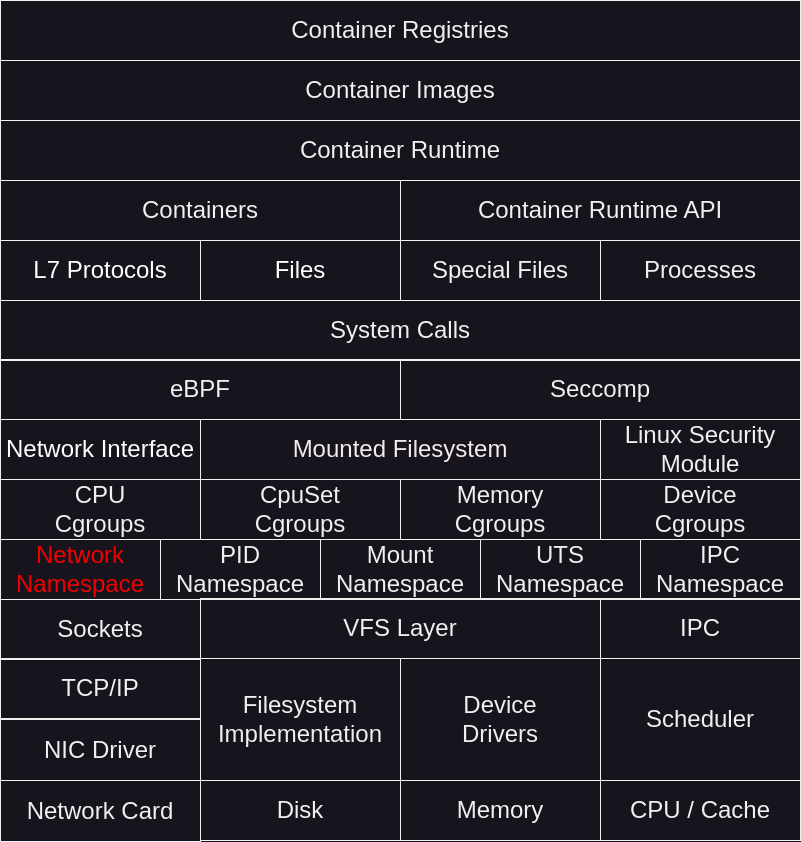 Container Registries
Container Images
Container Runtime
Containers
Container Runtime API
L7 Protocols
Files
Special Files
Processes
System Calls
eBPF
Seccomp
Network Interface
Mounted Filesystem
Linux Security
Module
CPU
Cgroups
CpuSet
Cgroups
Memory
Cgroups
Device
Cgroups
Network
Namespace
PID
Namespace
Mount
Namespace
UTS
Namespace
IPC
Namespace
Sockets
VFS Layer
IPC
TCP/IP
Filesystem
Implementation
Device
Drivers
Scheduler
NIC Driver
Network Card
Disk
Memory
CPU / Cache